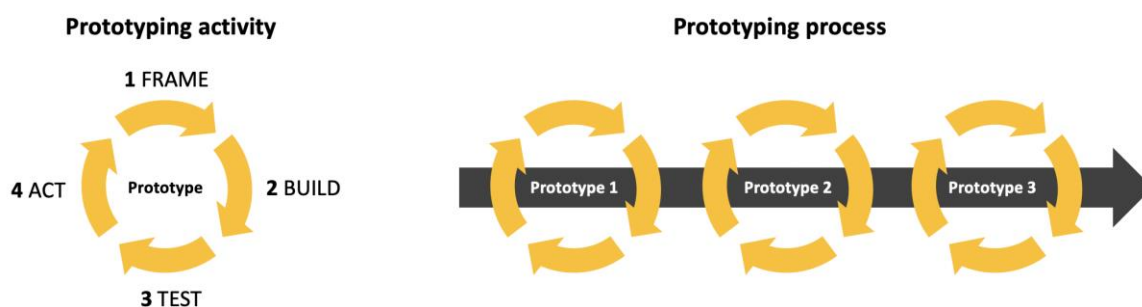 Prototyping activity
1 FRAME
4 ACT
Prototype
2 BUILD
3 TEST
Prototyping process
Prototype 1
Prototype 2
Prototype 3